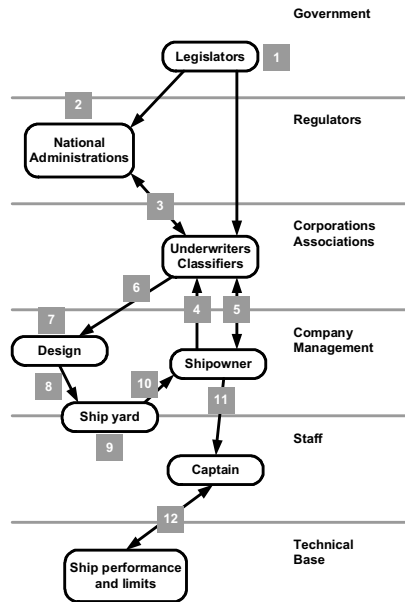 Government
Legislators
1
2
Regulators
National
Administrations
3
Corporations
Associations
Underwriters
Classifiers
6
4
5
7
Company
Management
Design
Shipowner
8
10
11
Ship yard
9
Staff
Captain
12
Technical
Base
Ship performance
and limits